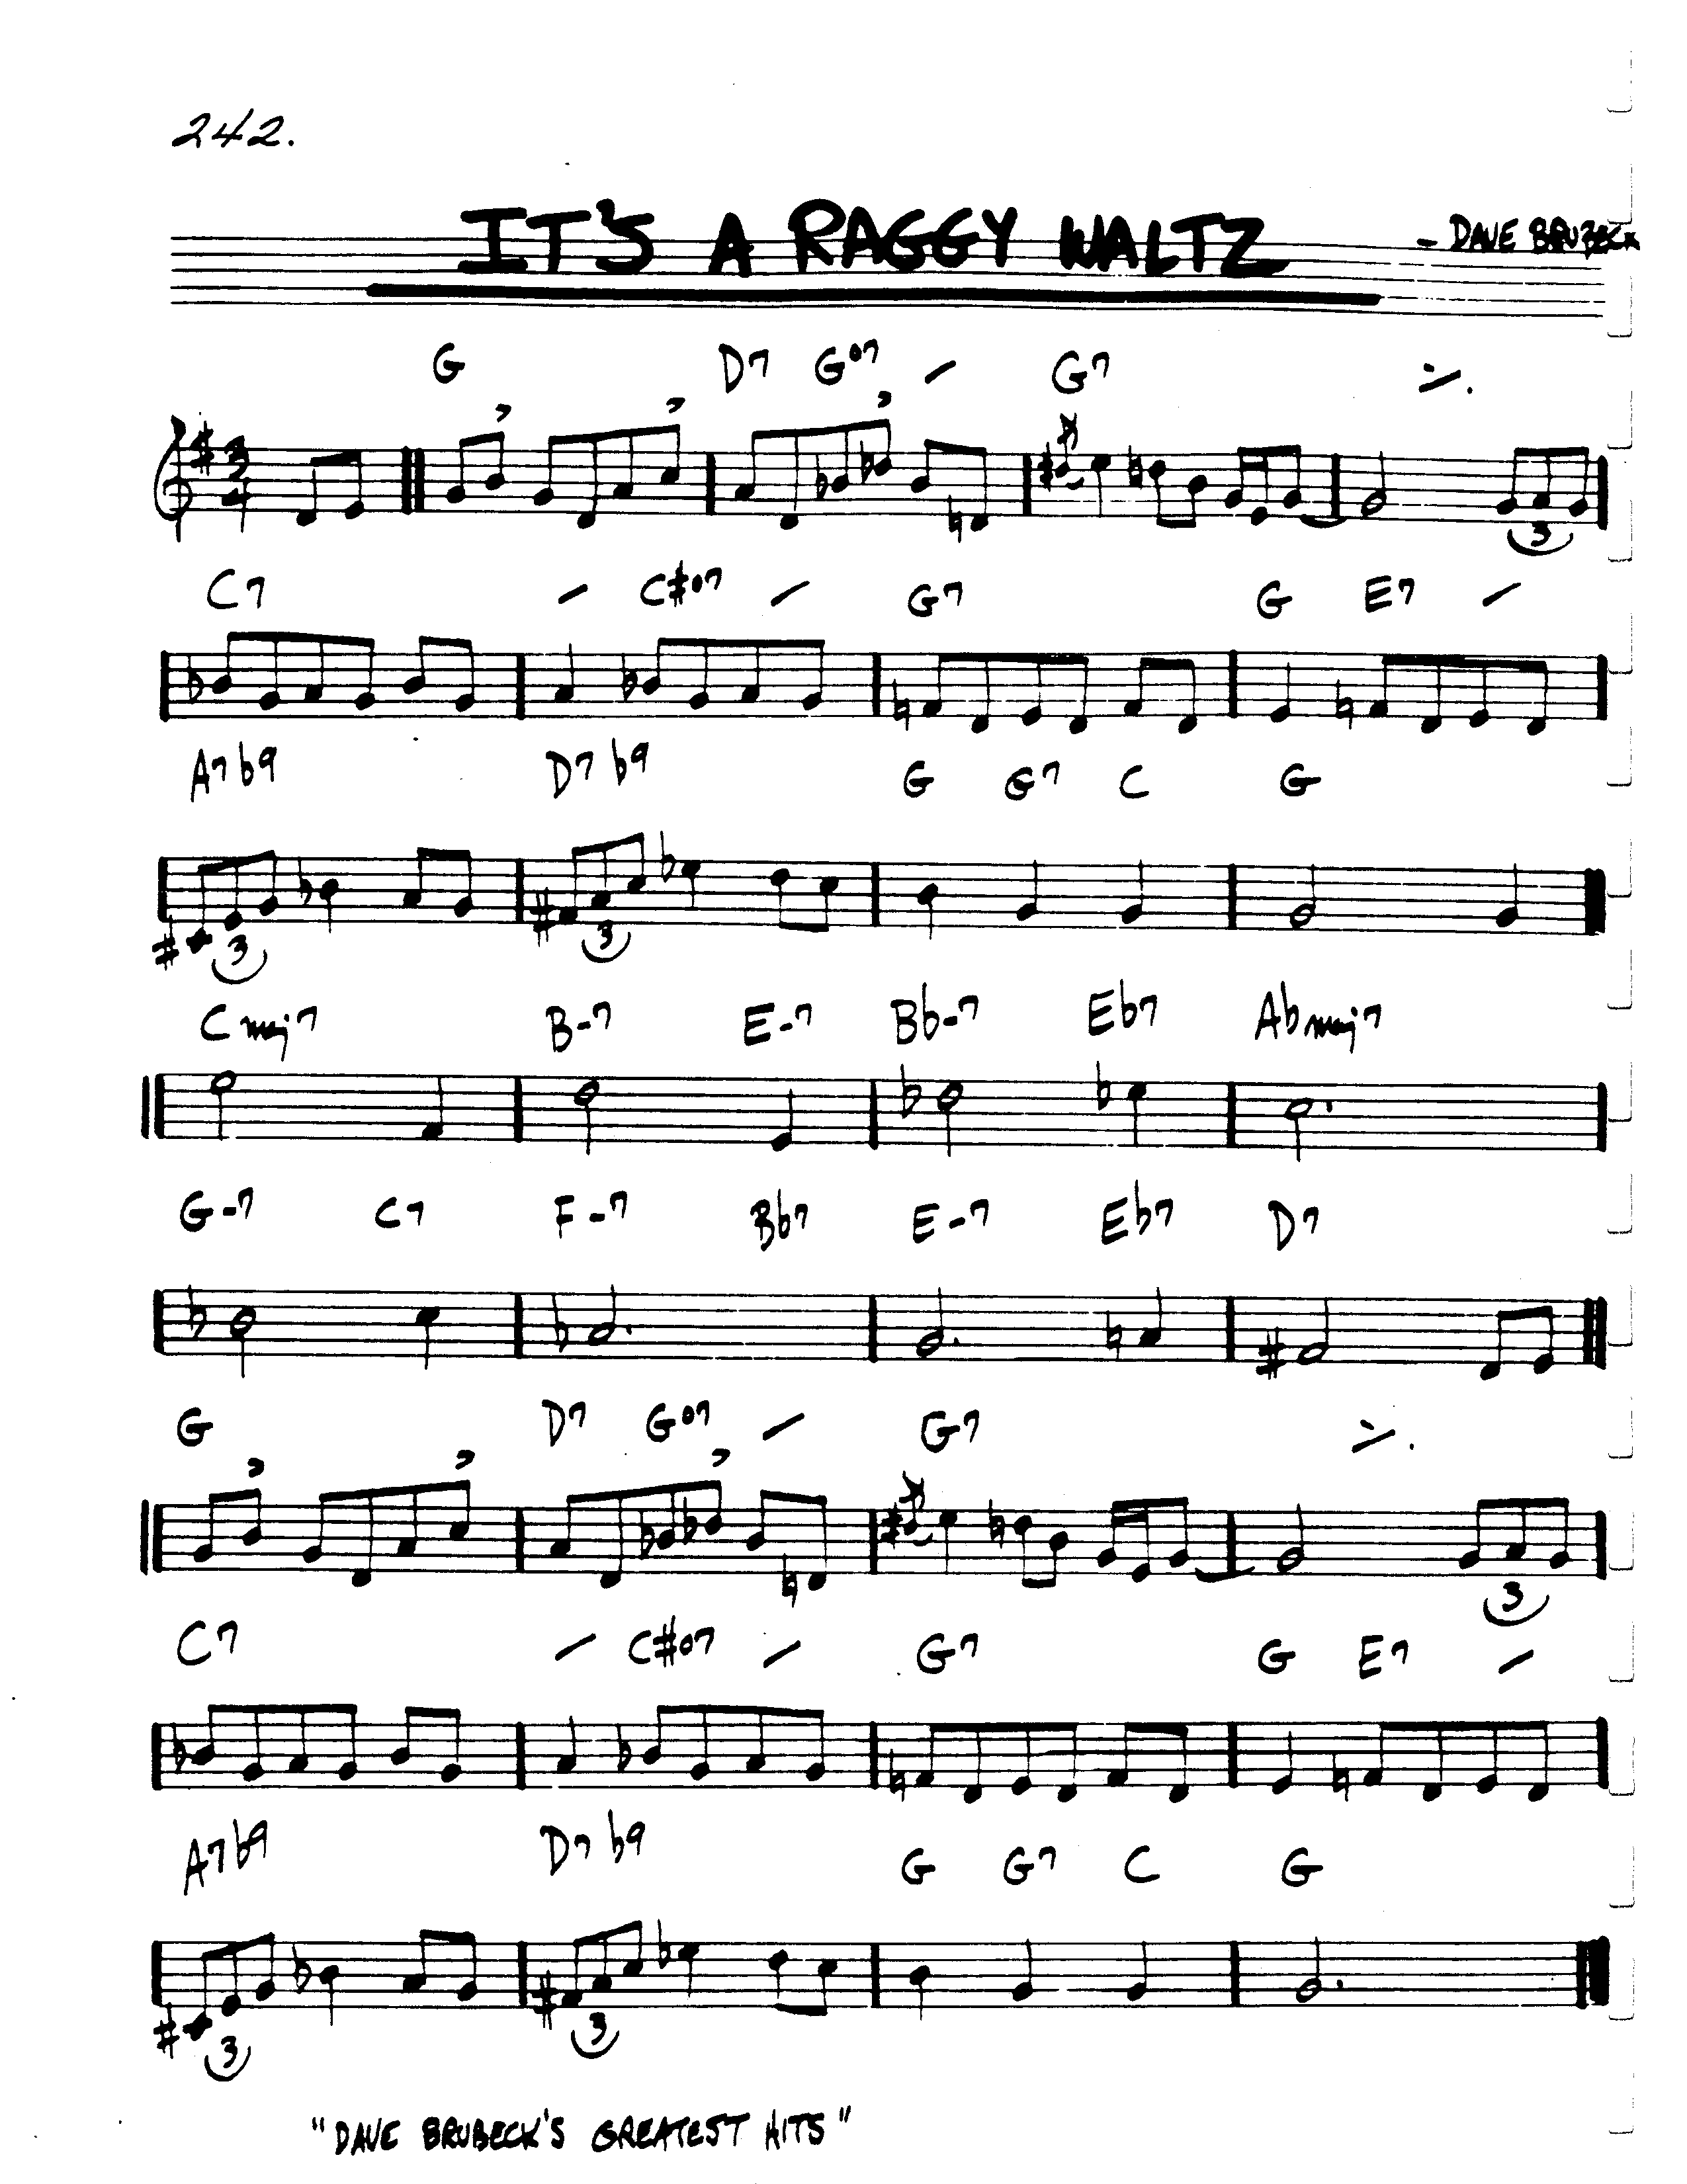 242.
IT'S A RAGGY WALTZ
- DAVE BRUBECK
G D7 G°7 / G7 ٪
3 4
3
C7 / C#°7 / G7 G E7 /
A7b9 D7b9 G G7 C G
3 3
Cmaj7 B-7 E-7 Bb-7 Eb7 Abmaj7
G-7 C7 F-7 Bb7 E-7 Eb7 D7
G D7 G°7 / G7 ٪
3
C7 / C#°7 / G7 G E7 /
A7b9 D7b9 G G7 C G
3 3
"DAVE BRUBECK'S GREATEST HITS"